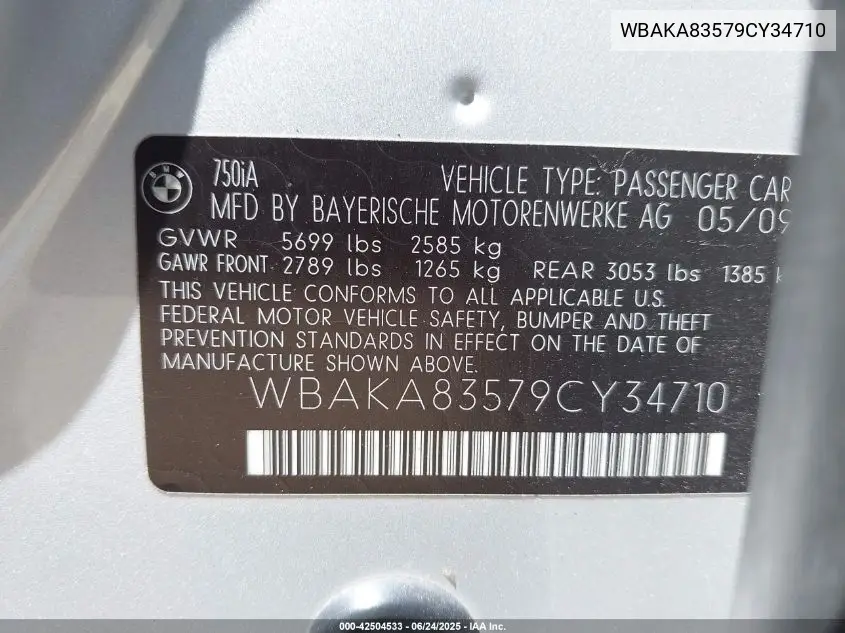 WBAKA83579CY34710
BMW
750iA
VEHICLE TYPE: PASSENGER CAR
MFD BY BAYERISCHE MOTORENWERKE AG 05/09
GVWR 5699 lbs 2585 kg
GAWR FRONT 2789 lbs 1265 kg REAR 3053 lbs 1385 k
THIS VEHICLE CONFORMS TO ALL APPLICABLE U.S.
FEDERAL MOTOR VEHICLE SAFETY, BUMPER AND THEFT
PREVENTION STANDARDS IN EFFECT ON THE DATE OF
MANUFACTURE SHOWN ABOVE.
WBAKA83579CY34710
000-42504533 - 06/24/2025 - IAA Inc.